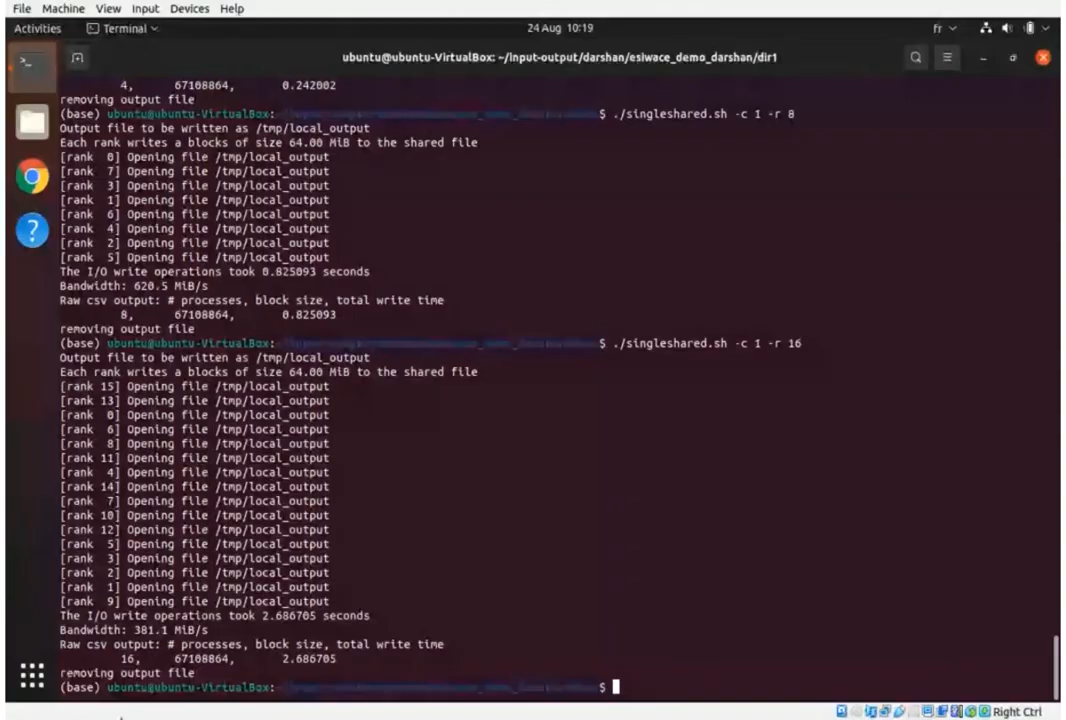 File Machine View Input Devices Help
Activities Terminal 24 Aug 10:19 fr
ubuntu@ubuntu-VirtualBox: ~/input-output/darshan/esiwace_demo_darshan/dir1
4, 67108864, 0.242002
removing output file
(base) ubuntu@ubuntu-VirtualBox: $ ./singleshared.sh -c 1 -r 8
Output file to be written as /tmp/local_output
Each rank writes a blocks of size 64.00 MiB to the shared file
[rank 0] Opening file /tmp/local_output
[rank 7] Opening file /tmp/local_output
[rank 3] Opening file /tmp/local_output
[rank 1] Opening file /tmp/local_output
[rank 6] Opening file /tmp/local_output
[rank 4] Opening file /tmp/local_output
[rank 2] Opening file /tmp/local_output
[rank 5] Opening file /tmp/local_output
The I/O write operations took 0.825093 seconds
Bandwidth: 620.5 MiB/s
Raw csv output: # processes, block size, total write time
8, 67108864, 0.825093
removing output file
(base) ubuntu@ubuntu-VirtualBox: $ ./singleshared.sh -c 1 -r 16
Output file to be written as /tmp/local_output
Each rank writes a blocks of size 64.00 MiB to the shared file
[rank 15] Opening file /tmp/local_output
[rank 13] Opening file /tmp/local_output
[rank 0] Opening file /tmp/local_output
[rank 6] Opening file /tmp/local_output
[rank 8] Opening file /tmp/local_output
[rank 11] Opening file /tmp/local_output
[rank 4] Opening file /tmp/local_output
[rank 14] Opening file /tmp/local_output
[rank 7] Opening file /tmp/local_output
[rank 10] Opening file /tmp/local_output
[rank 12] Opening file /tmp/local_output
[rank 5] Opening file /tmp/local_output
[rank 3] Opening file /tmp/local_output
[rank 2] Opening file /tmp/local_output
[rank 1] Opening file /tmp/local_output
[rank 9] Opening file /tmp/local_output
The I/O write operations took 2.686705 seconds
Bandwidth: 381.1 MiB/s
Raw csv output: # processes, block size, total write time
16, 67108864, 2.686705
removing output file
(base) ubuntu@ubuntu-VirtualBox: $
Right Ctrl